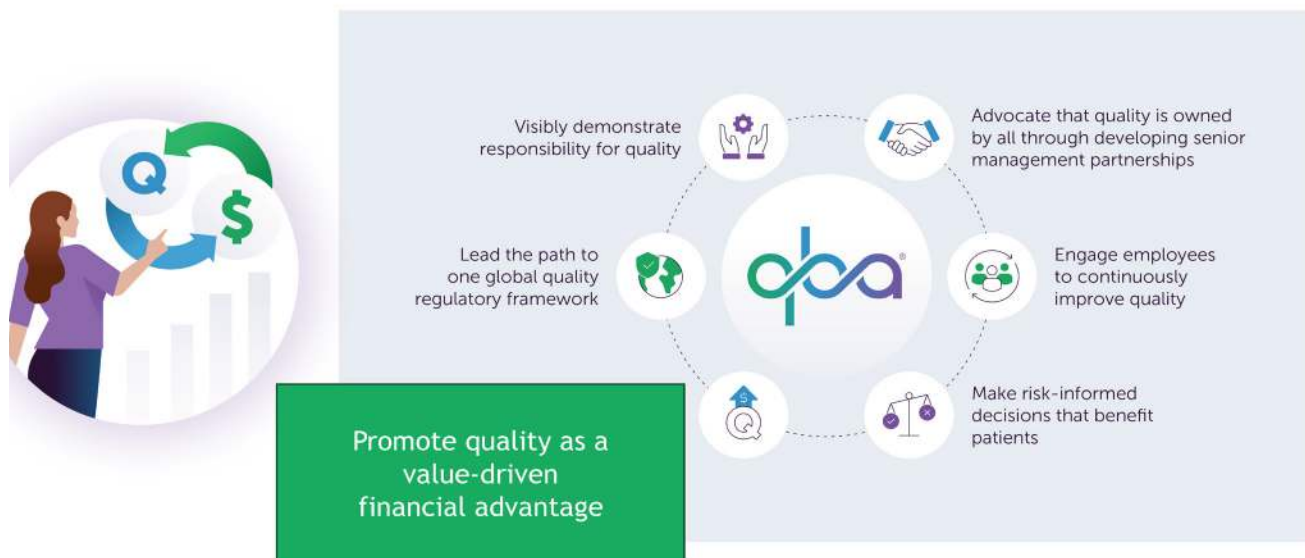 Q
$
Visibly demonstrate
responsibility for quality
Advocate that quality is owned
by all through developing senior
management partnerships
Lead the path to
one global quality
regulatory framework
qba®
Engage employees
to continuously
improve quality
$
Q
Make risk-informed
decisions that benefit
patients
Promote quality as a
value-driven
financial advantage